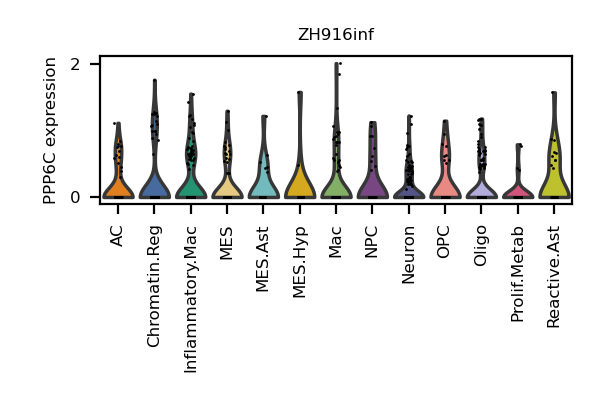 ZH916inf
PPP6C expression
2
0
AC
Chromatin.Reg
Inflammatory.Mac
MES
MES.Ast
MES.Hyp
Mac
NPC
Neuron
OPC
Oligo
Prolif.Metab
Reactive.Ast